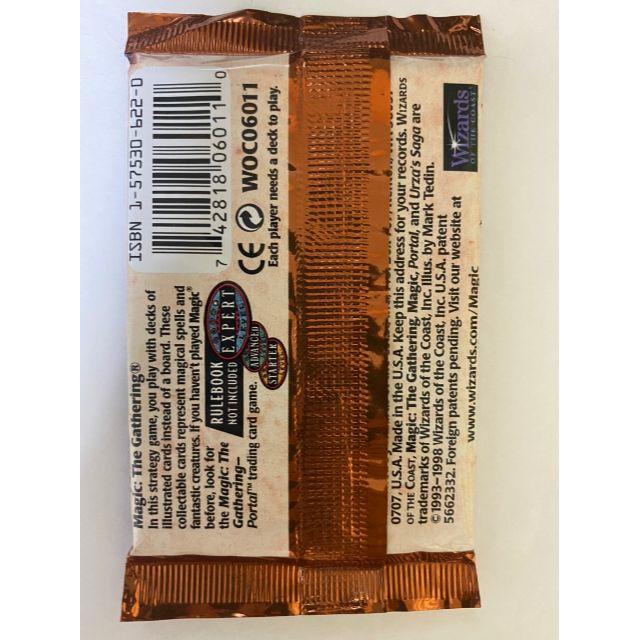 Magic: The Gathering®
In this strategy game, you play with decks of
illustrated cards instead of a board. These
collectable cards represent magical spells and
fantastic creatures. If you haven't played Magic®
before, look for
the Magic: The
Gathering–
Portal™ trading card game.
RULEBOOK
NOT INCLUDED
EXPERT
ADVANCED
STARTER
ISBN 1-57530-622-0
7 42818 06011 0
CE WOC06011
Each player needs a deck to play.
0707. U.S.A. Made in the U.S.A. Keep this address for your records. WIZARDS
OF THE COAST, Magic: The Gathering, Magic, Portal, and Urza's Saga are
trademarks of Wizards of the Coast, Inc. Illus. by Mark Tedin.
©1993–1998 Wizards of the Coast, Inc. U.S.A. patent
5662332. Foreign patents pending. Visit our website at
www.wizards.com/Magic
Wizards
OF THE COAST